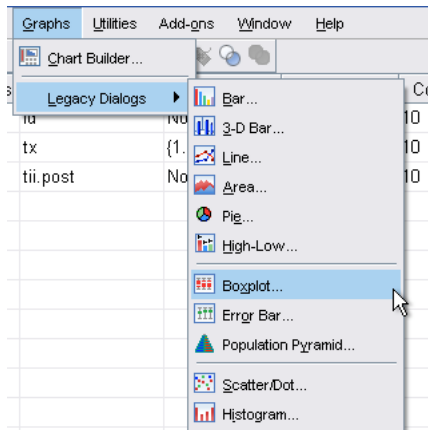 Graphs Utilities Add-ons Window Help
Chart Builder...
Legacy Dialogs
Bar...
3-D Bar...
Line...
Area...
Pie...
High-Low...
Boxplot...
Error Bar...
Population Pyramid...
Scatter/Dot...
Histogram...
id No 10
tx {1. 10
tii.post No 10